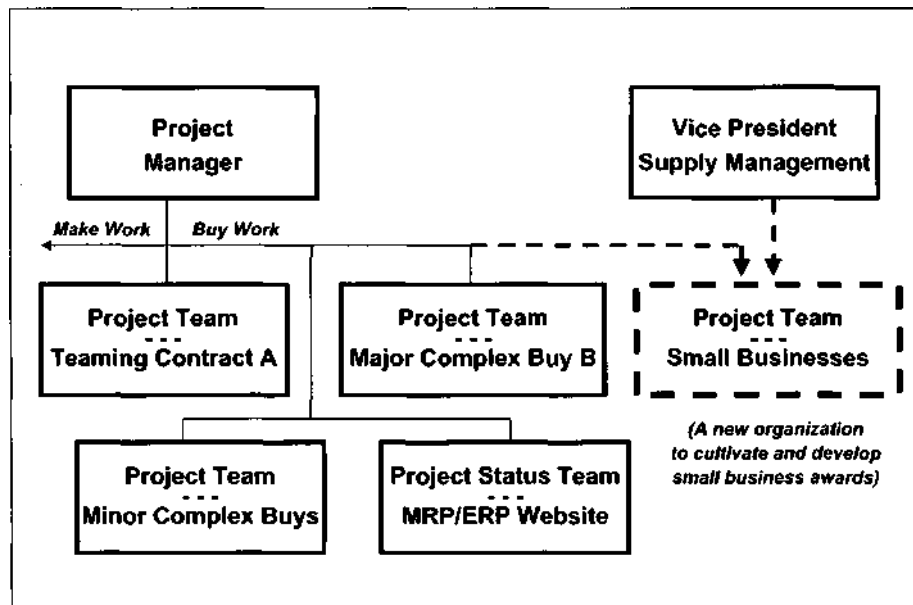 Project
Manager
Vice President
Supply Management
Make Work
Buy Work
Project Team
- - -
Teaming Contract A
Project Team
- - -
Major Complex Buy B
Project Team
- - -
Small Businesses
(A new organization
to cultivate and develop
small business awards)
Project Team
- - -
Minor Complex Buys
Project Status Team
- - -
MRP/ERP Website